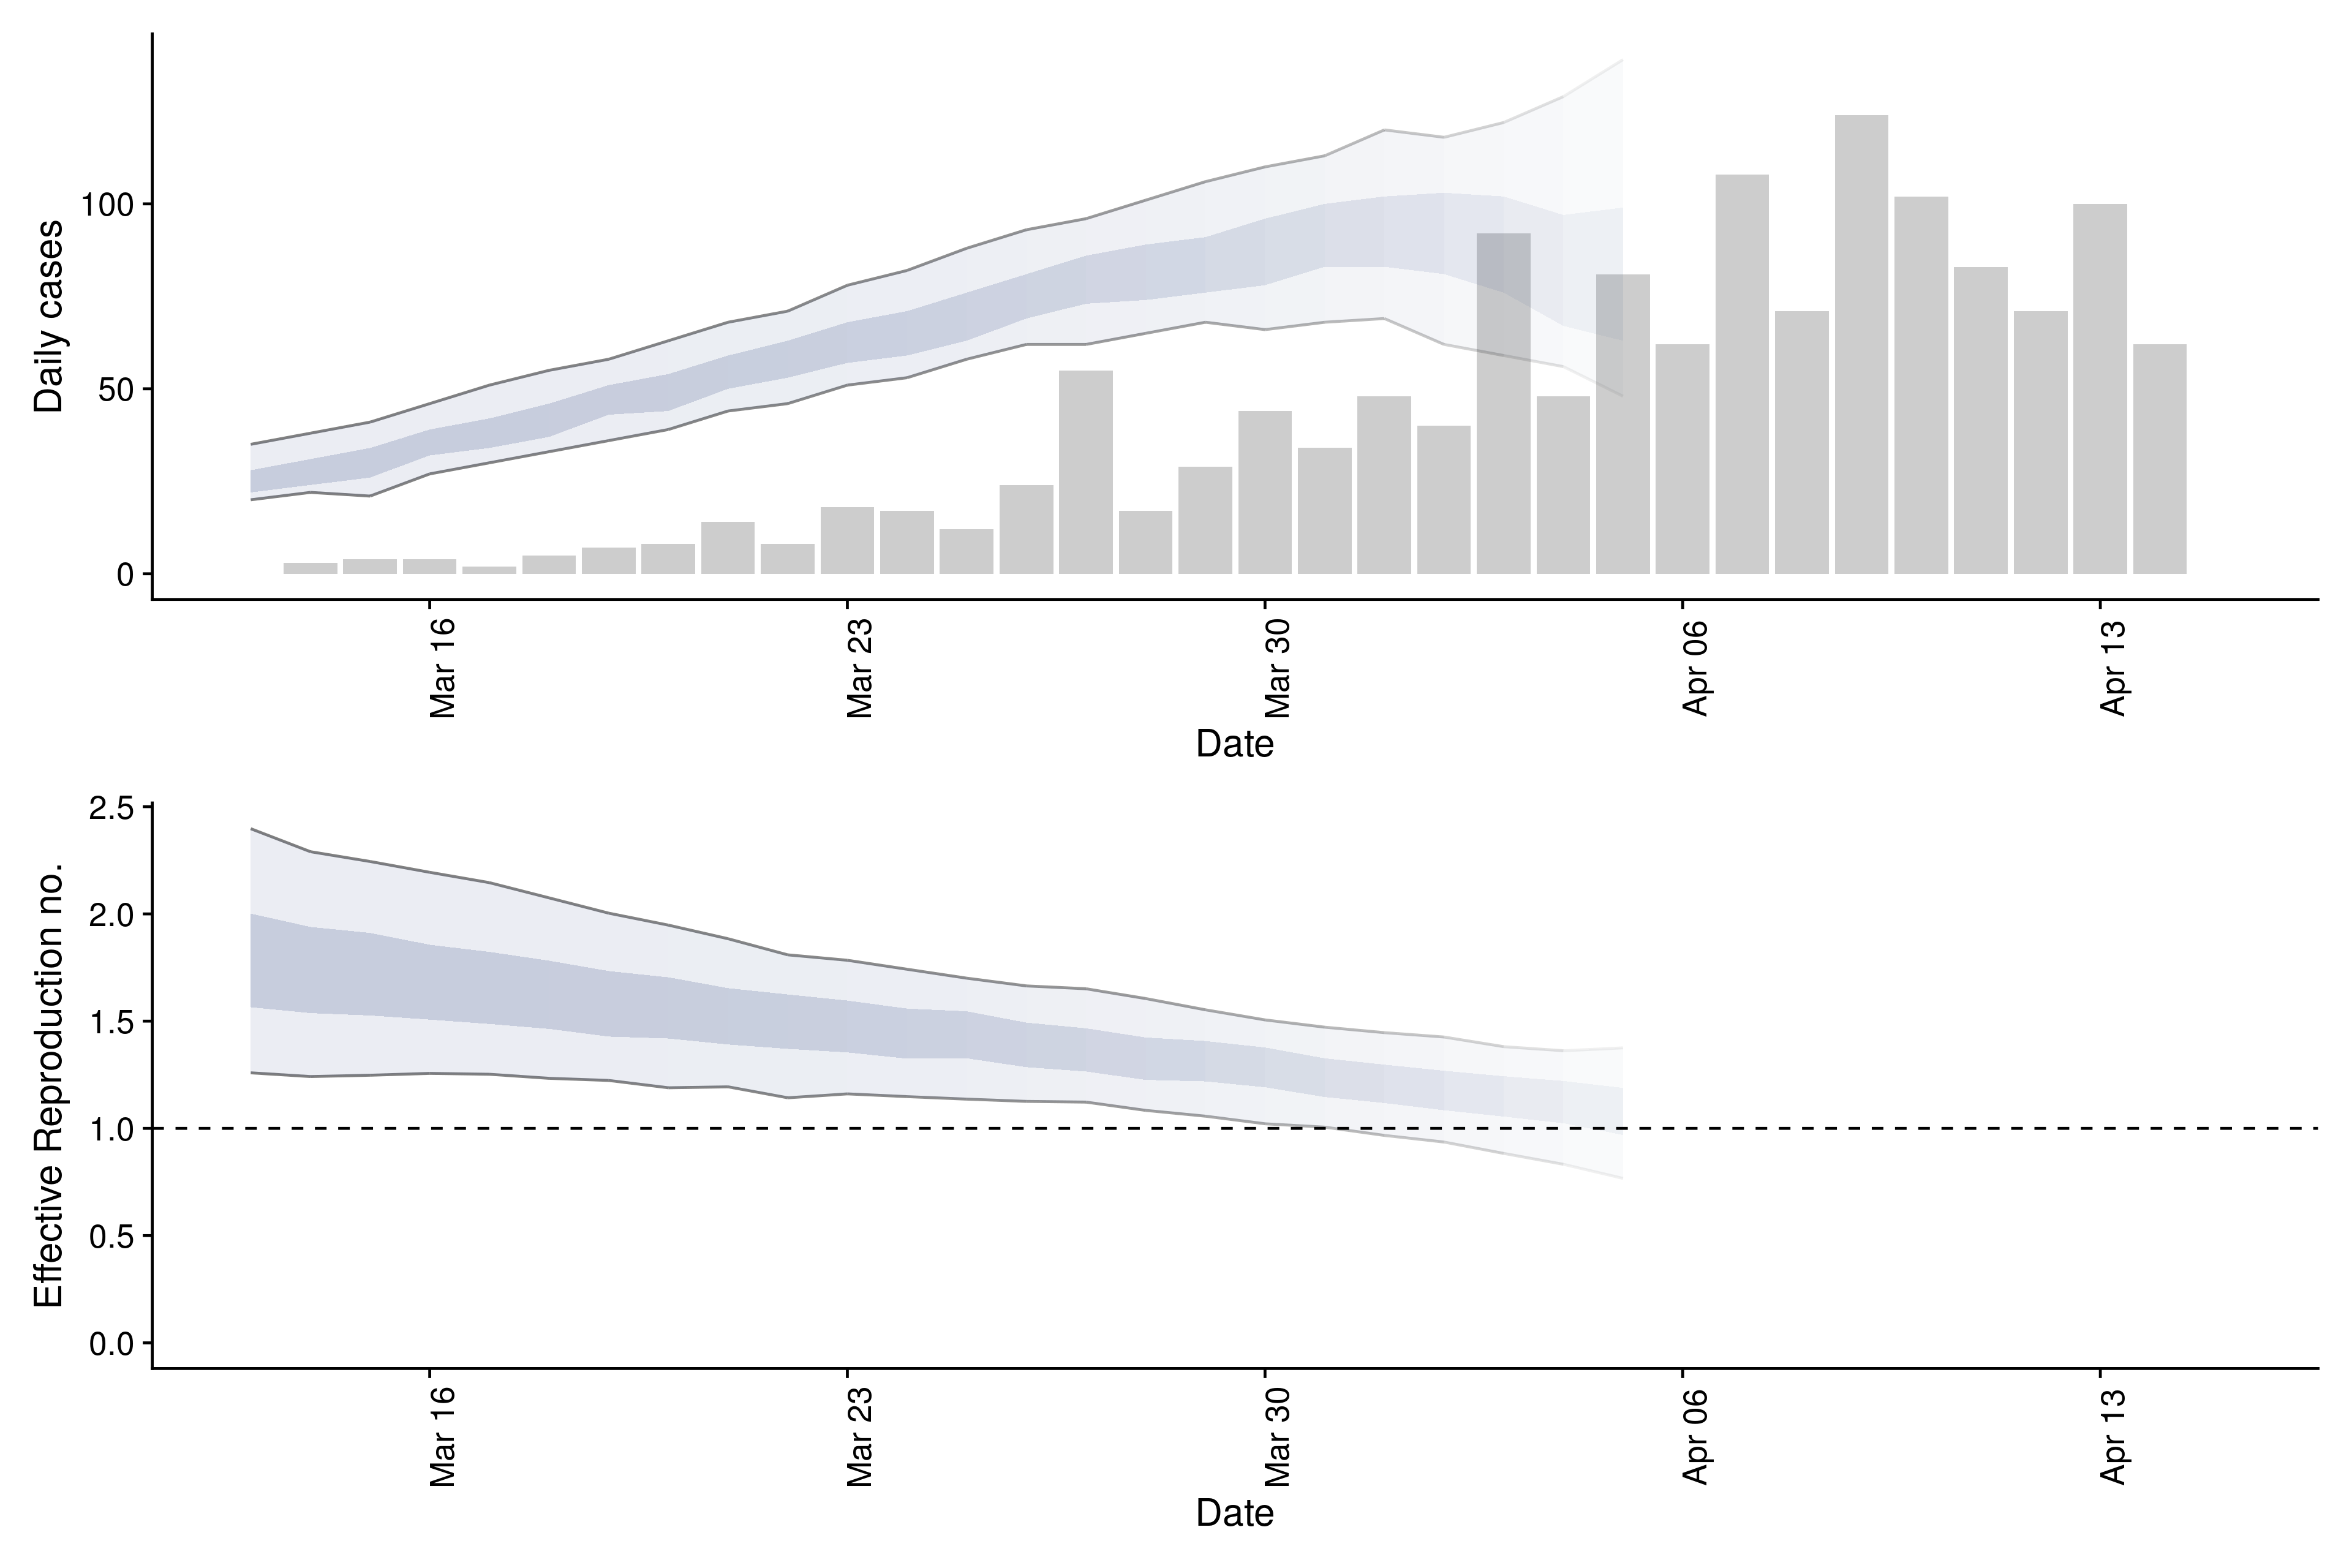 Daily cases
100
50
0
Mar 16
Mar 23
Mar 30
Apr 06
Apr 13
Date
Effective Reproduction no.
2.5
2.0
1.5
1.0
0.5
0.0
Mar 16
Mar 23
Mar 30
Apr 06
Apr 13
Date